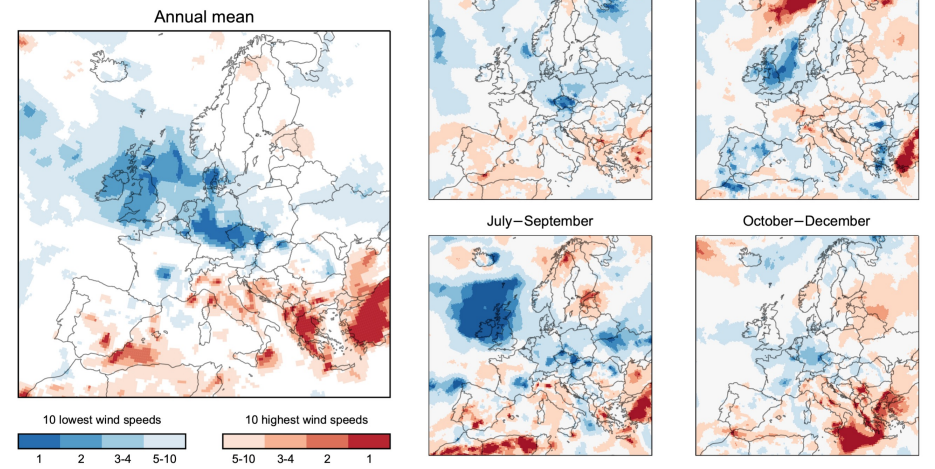 Annual mean
July−September
October−December
10 lowest wind speeds
10 highest wind speeds
1 2 3-4 5-10
5-10 3-4 2 1